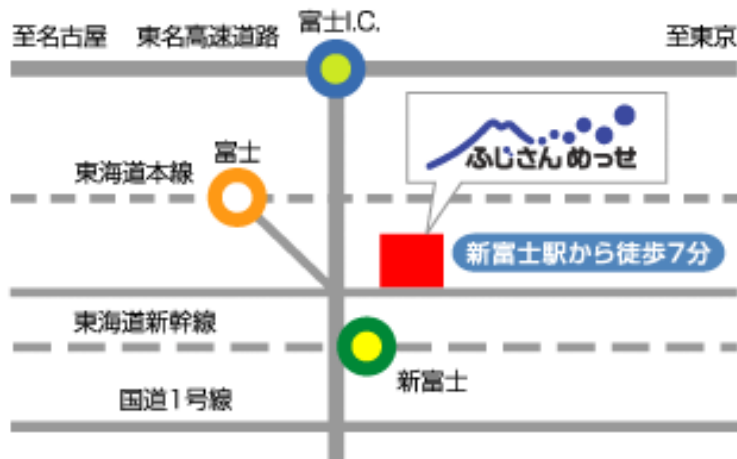 富士I.C.
至名古屋
東名高速道路
至東京
ふじさんめっせ
富士
東海道本線
新富士駅から徒歩7分
東海道新幹線
新富士
国道1号線